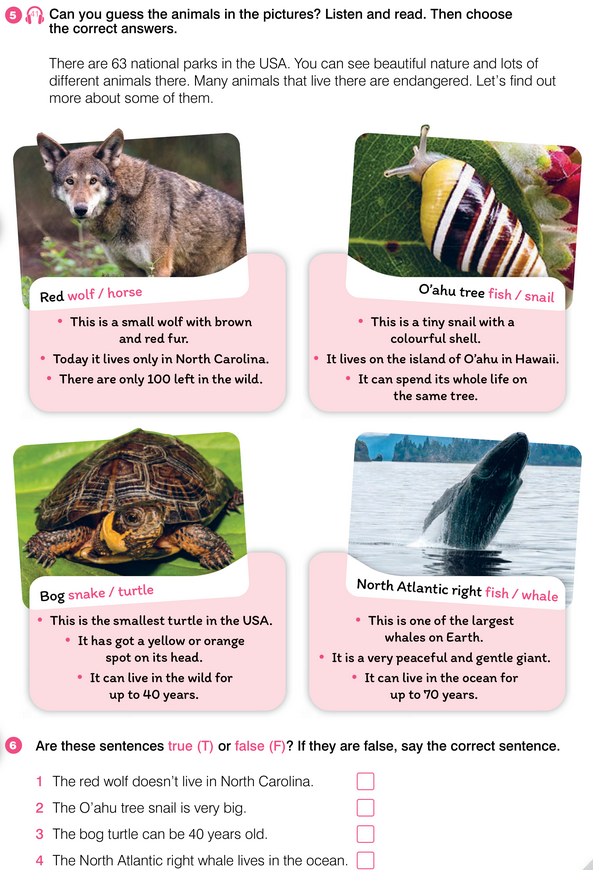 5 41 Can you guess the animals in the pictures? Listen and read. Then choose
the correct answers.
There are 63 national parks in the USA. You can see beautiful nature and lots of
different animals there. Many animals that live there are endangered. Let's find out
more about some of them.
Red wolf / horse
• This is a small wolf with brown
and red fur.
• Today it lives only in North Carolina.
• There are only 100 left in the wild.
O'ahu tree fish / snail
• This is a tiny snail with a
colourful shell.
• It lives on the island of O'ahu in Hawaii.
• It can spend its whole life on
the same tree.
Bog snake / turtle
• This is the smallest turtle in the USA.
• It has got a yellow or orange
spot on its head.
• It can live in the wild for
up to 40 years.
North Atlantic right fish / whale
• This is one of the largest
whales on Earth.
• It is a very peaceful and gentle giant.
• It can live in the ocean for
up to 70 years.
6 Are these sentences true (T) or false (F)? If they are false, say the correct sentence.
1 The red wolf doesn't live in North Carolina.
2 The O'ahu tree snail is very big.
3 The bog turtle can be 40 years old.
4 The North Atlantic right whale lives in the ocean.